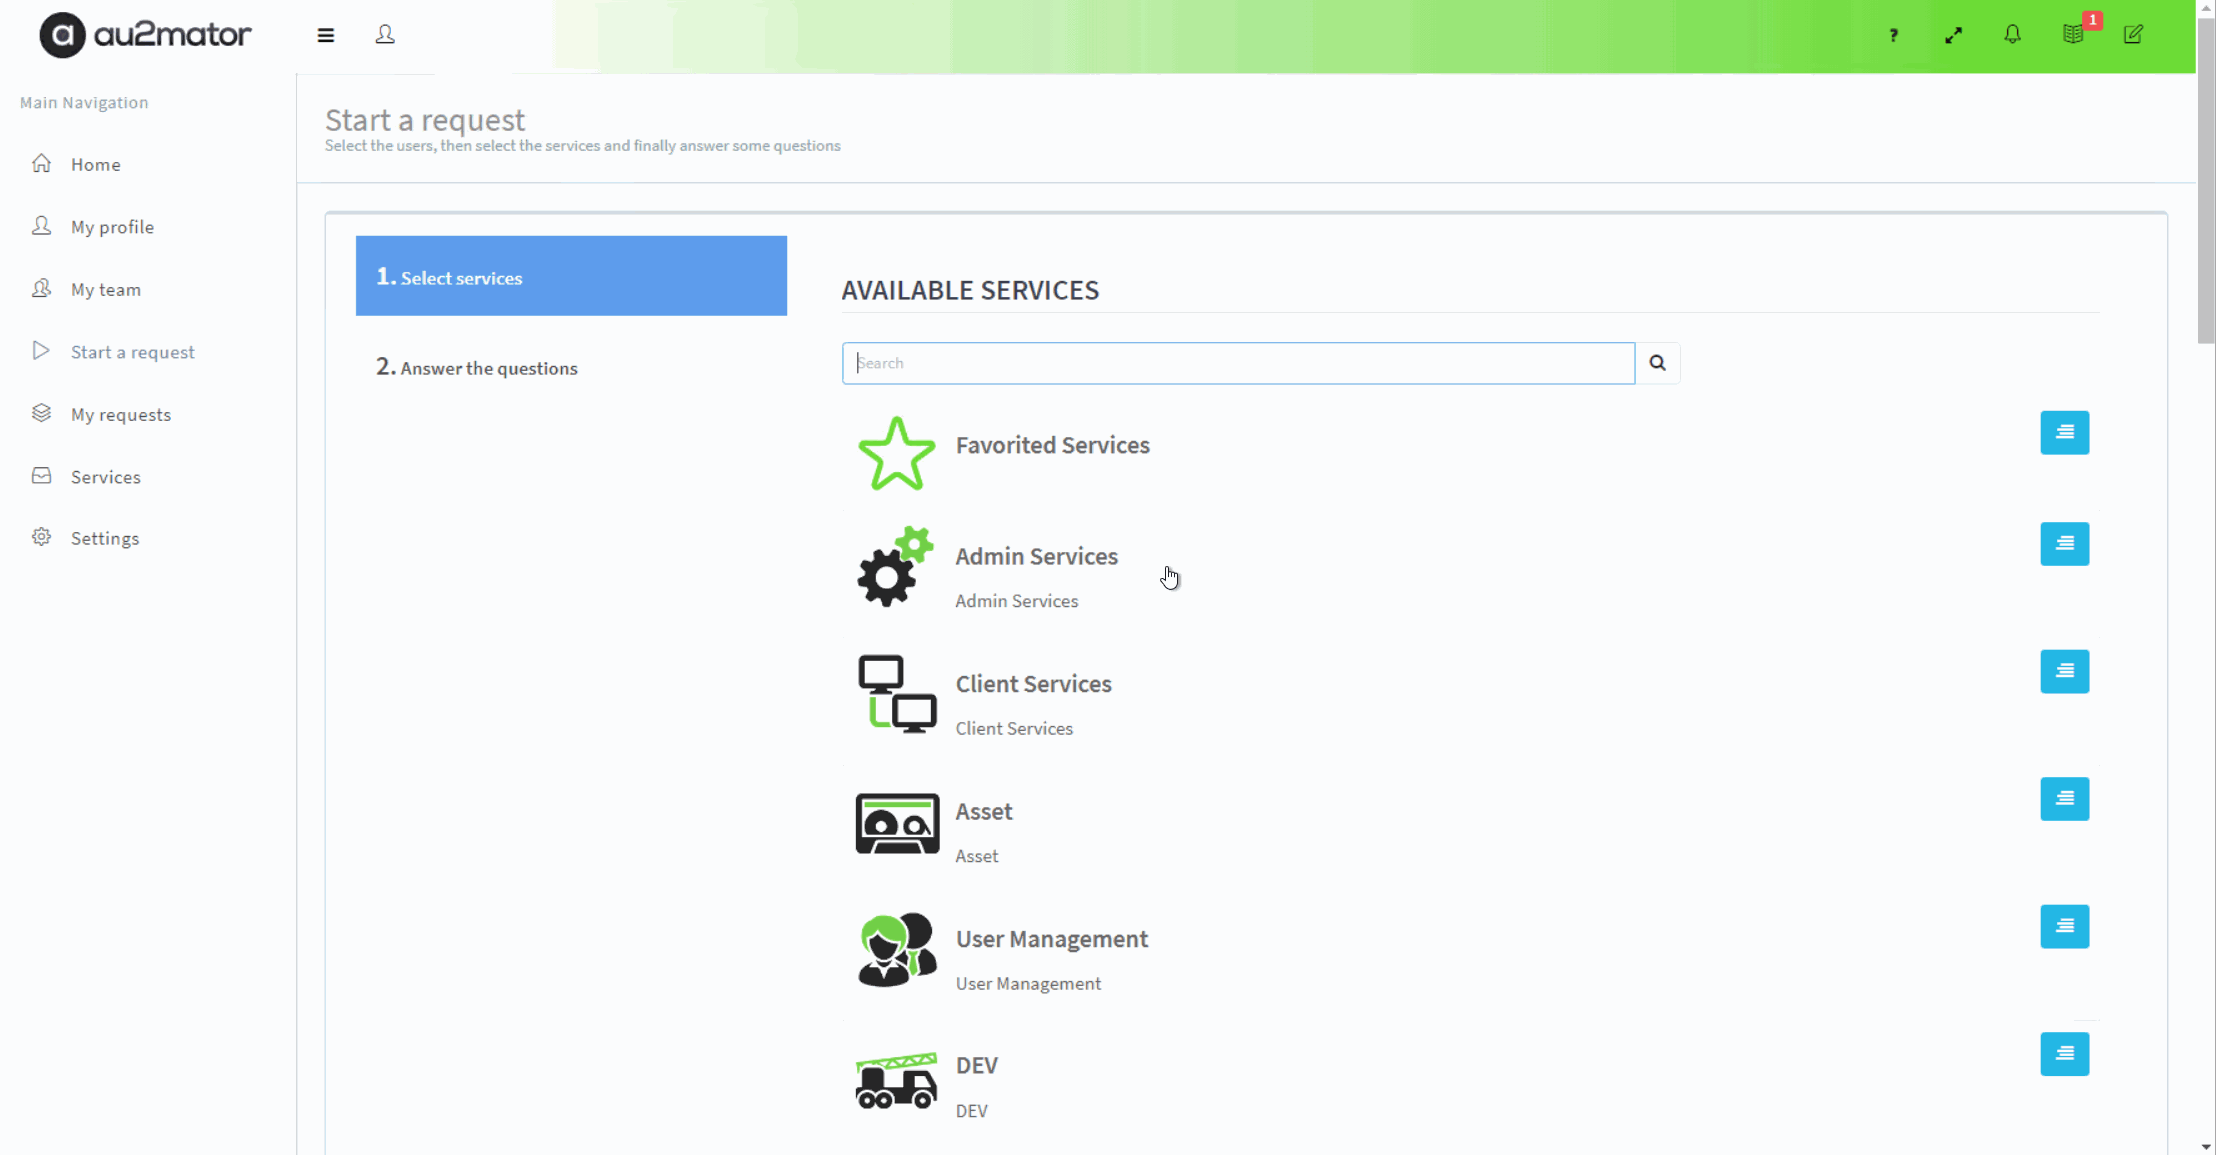 au2mator
?
1
Main Navigation
Home
My profile
My team
Start a request
My requests
Services
Settings
Start a request
Select the users, then select the services and finally answer some questions
1. Select services
2. Answer the questions
AVAILABLE SERVICES
Search
Favorited Services
Admin Services
Admin Services
Client Services
Client Services
Asset
Asset
User Management
User Management
DEV
DEV